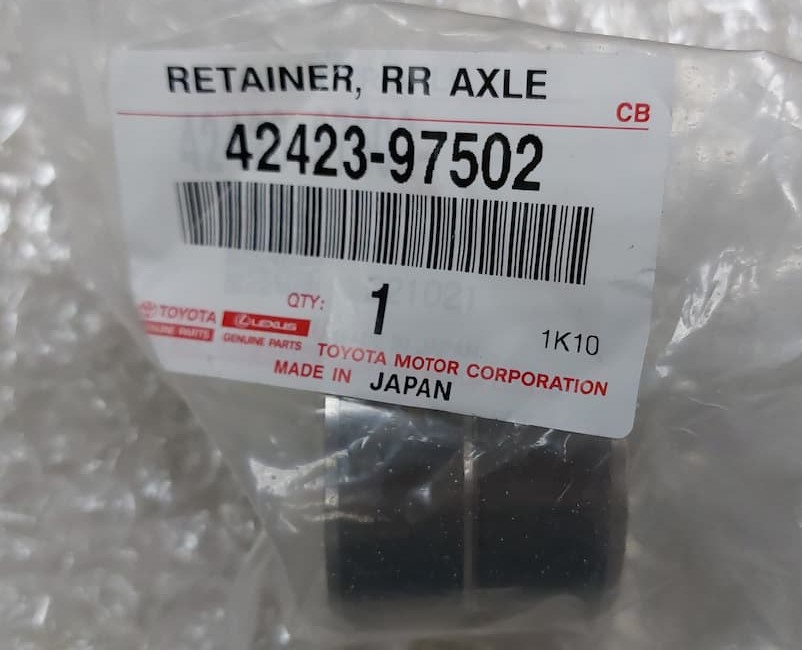 RETAINER, RR AXLE
CB
42423-97502
QTY: 1
1K10
TOYOTA
GENUINE PARTS
LEXUS
GENUINE PARTS
TOYOTA MOTOR CORPORATION
MADE IN JAPAN